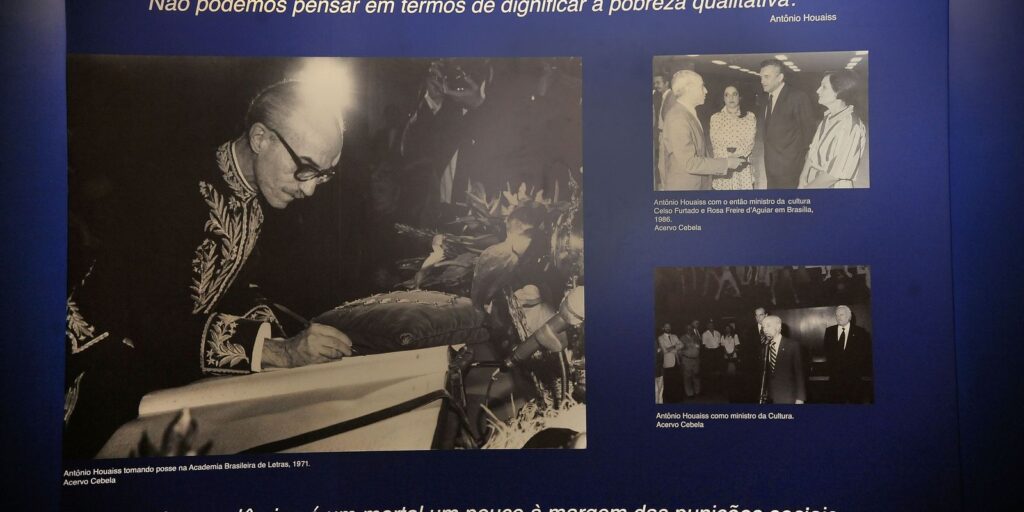 Não podemos pensar em termos de dignificar a pobreza qualitativa.
Antônio Houaiss
Antônio Houaiss com o então ministro da cultura
Celso Furtado e Rosa Freire d'Aguiar em Brasília,
1986.
Acervo Cebela
Antônio Houaiss como ministro da Cultura.
Acervo Cebela
Antônio Houaiss tomando posse na Academia Brasileira de Letras, 1971.
Acervo Cebela
é um mortal um pouco à margem das punições sociais